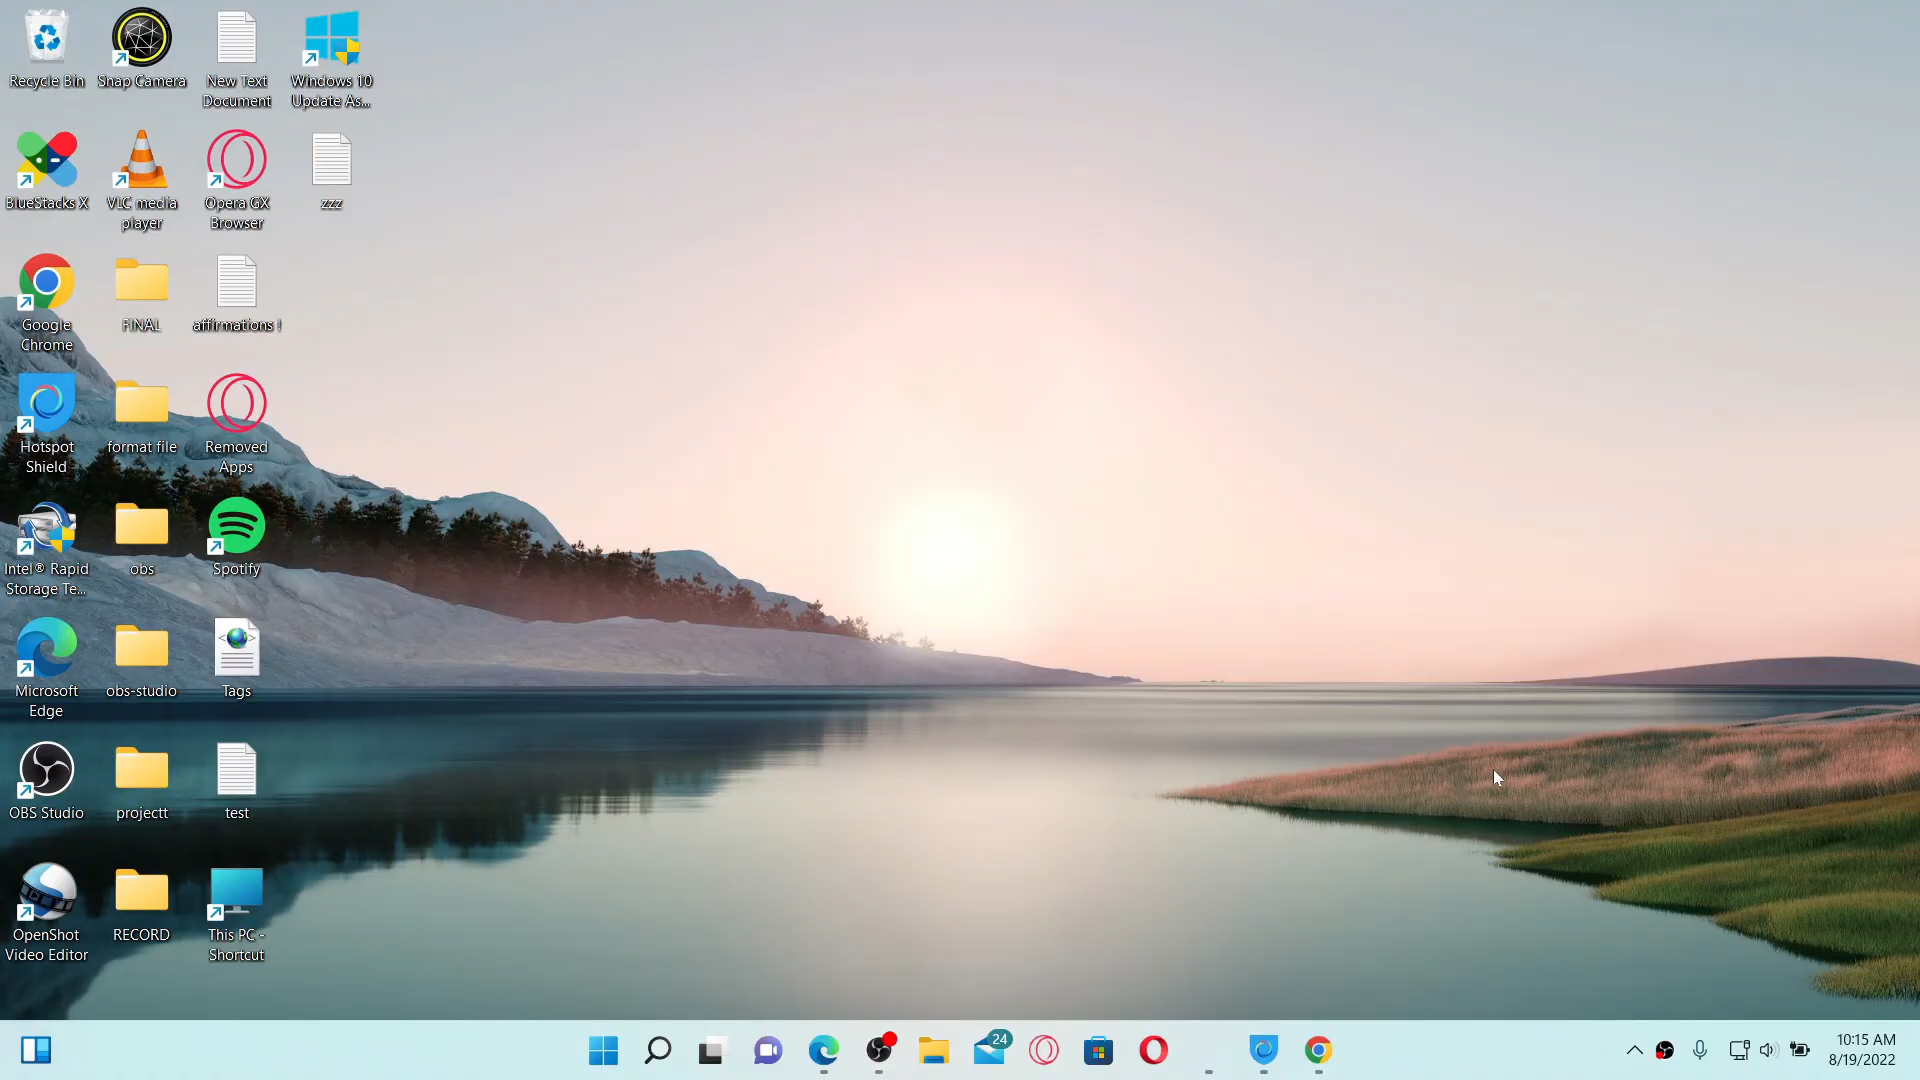 Recycle Bin
Snap Camera
New Text
Document
Windows 10
Update As...
BlueStacks X
VLC media
player
Opera GX
Browser
zzz
Google
Chrome
FINAL
affirmations !
Hotspot
Shield
format file
Removed
Apps
Intel® Rapid
Storage Te...
obs
Spotify
Microsoft
Edge
obs-studio
Tags
OBS Studio
projectt
test
OpenShot
Video Editor
RECORD
This PC -
Shortcut
24
10:15 AM
8/19/2022